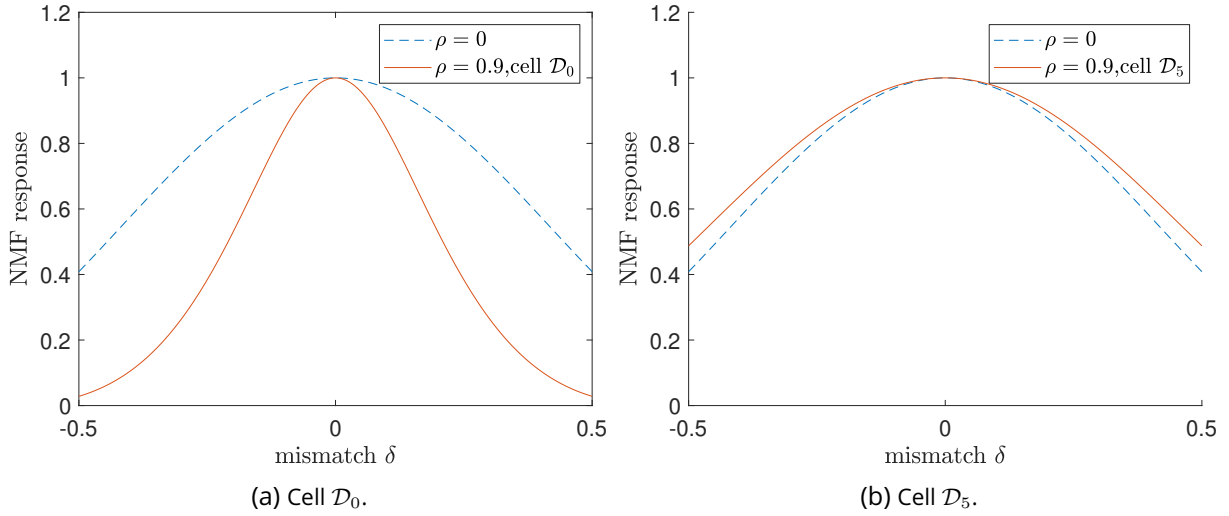 1.2
1
0.8
0.6
0.4
0.2
0
-0.5
0
0.5
NMF response
mismatch δ
ρ = 0
ρ = 0.9,cell 𝒟₀
(a) Cell 𝒟₀.
1.2
1
0.8
0.6
0.4
0.2
0
-0.5
0
0.5
NMF response
mismatch δ
ρ = 0
ρ = 0.9,cell 𝒟₅
(b) Cell 𝒟₅.